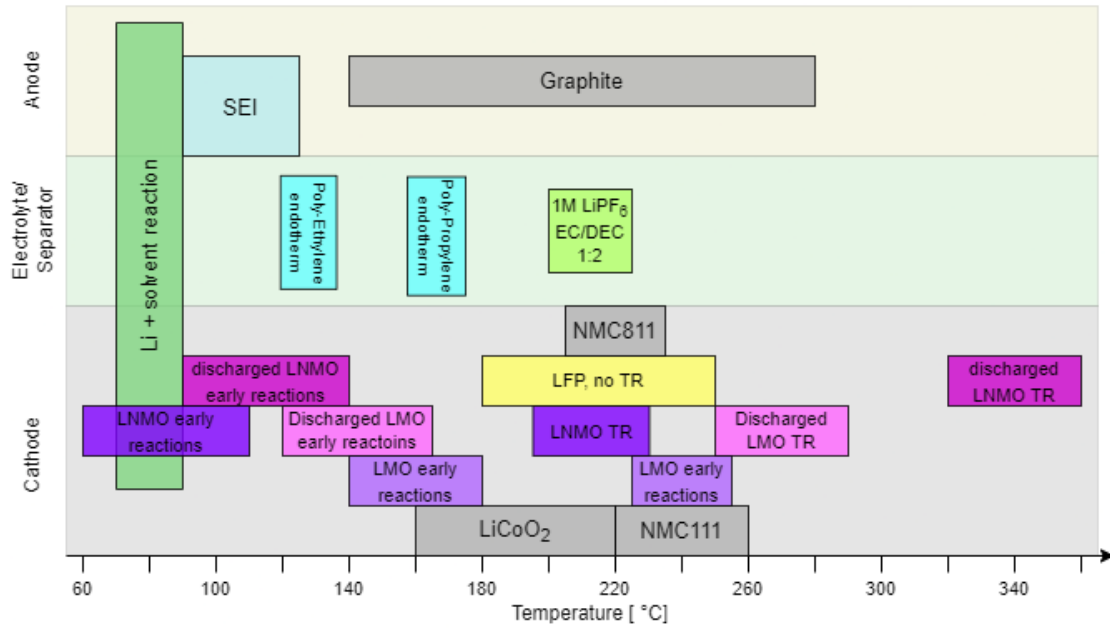 Anode
Graphite
SEI
Electrolyte/
Separator
Li + solvent reaction
Poly-Ethylene
endotherm
Poly-Propylene
endotherm
1M LiPF₆
EC/DEC
1:2
Cathode
NMC811
discharged LNMO
early reactions
LFP, no TR
discharged
LNMO TR
LNMO early
reactions
Discharged LMO
early reactoins
LNMO TR
Discharged
LMO TR
LMO early
reactions
LMO early
reactions
LiCoO₂
NMC111
60 100 140 180 220 260 300 340
Temperature [ °C]